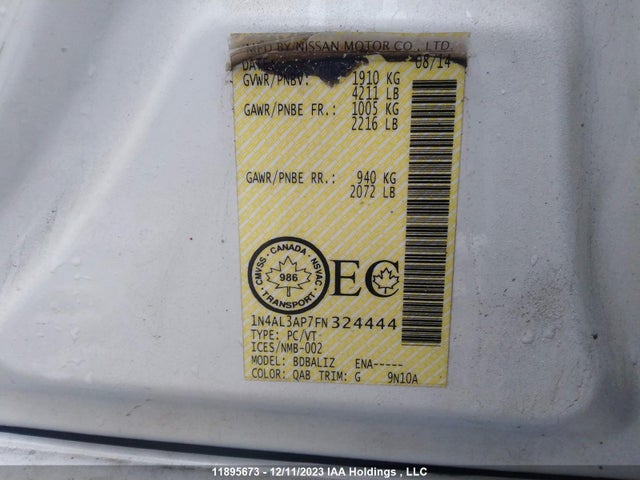 MFD BY NISSAN MOTOR CO., LTD.
DATE 08/14
GVWR/PNBV: 1910 KG
4211 LB
GAWR/PNBE FR.: 1005 KG
2216 LB
GAWR/PNBE RR.: 940 KG
2072 LB
CMVSS · CANADA · NSVAC
986
TRANSPORT
EC
1N4AL3AP7FN324444
TYPE: PC/VT
ICES/NMB-002
MODEL: BDBALIZ ENA-----
COLOR: QAB TRIM: G 9N10A
11895673 - 12/11/2023 IAA Holdings , LLC